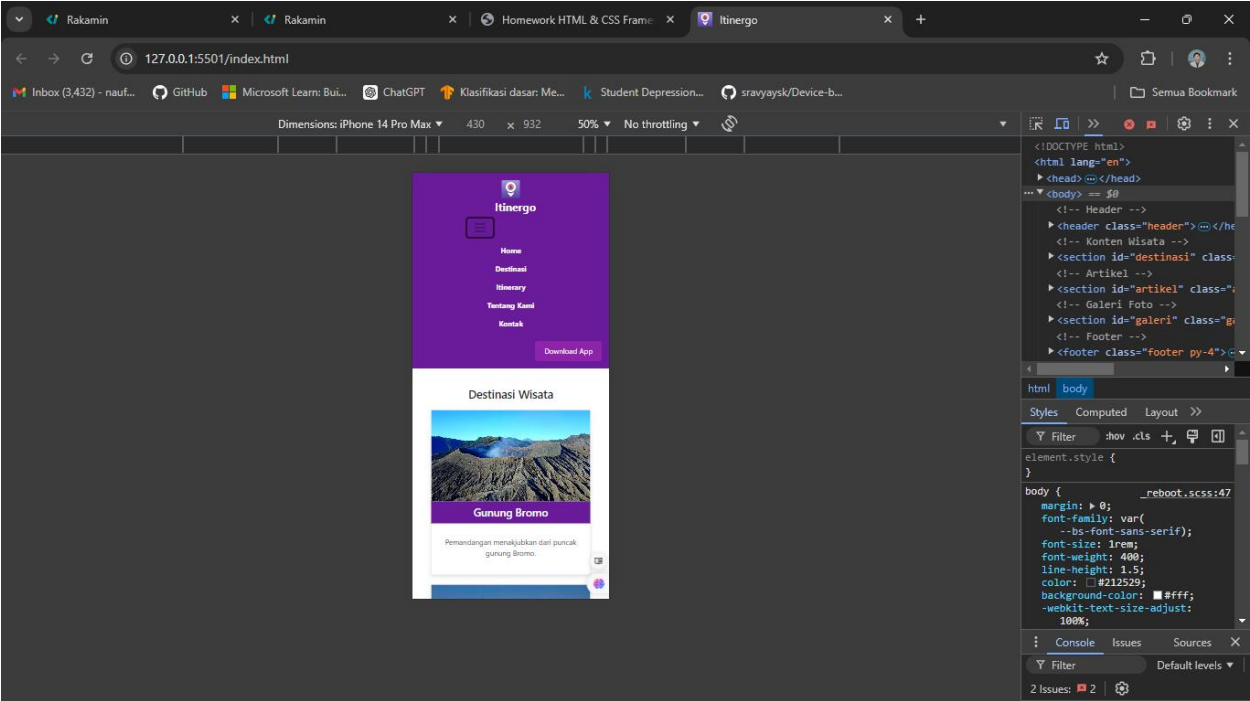 Rakamin
Rakamin
Homework HTML & CSS Frame
Itinergo
127.0.0.1:5501/index.html
Inbox (3,432) - nauf...
GitHub
Microsoft Learn: Bui...
ChatGPT
Klasifikasi dasar: Me...
Student Depression...
sravyaysk/Device-b...
Semua Bookmark
Dimensions: iPhone 14 Pro Max ▼ 430 x 932 50% ▼ No throttling ▼
Itinergo
Home
Destinasi
Itinerary
Tentang Kami
Kontak
Download App
Destinasi Wisata
Gunung Bromo
Pemandangan menakjubkan dari puncak
gunung Bromo.
<!DOCTYPE html>
<html lang="en">
<head> ... </head>
... <body> == $0
<!-- Header -->
<header class="header"> ... </he
<!-- Konten Wisata -->
<section id="destinasi" class=
<!-- Artikel -->
<section id="artikel" class="a
<!-- Galeri Foto -->
<section id="galeri" class="ga
<!-- Footer -->
<footer class="footer py-4">
html body
Styles Computed Layout
Filter :hov .cls
element.style {
}
body { _reboot.scss:47
margin: ▶ 0;
font-family: var(
--bs-font-sans-serif);
font-size: 1rem;
font-weight: 400;
line-height: 1.5;
color: #212529;
background-color: #fff;
-webkit-text-size-adjust:
100%;
Console Issues Sources
Filter Default levels ▼
2 Issues: 2